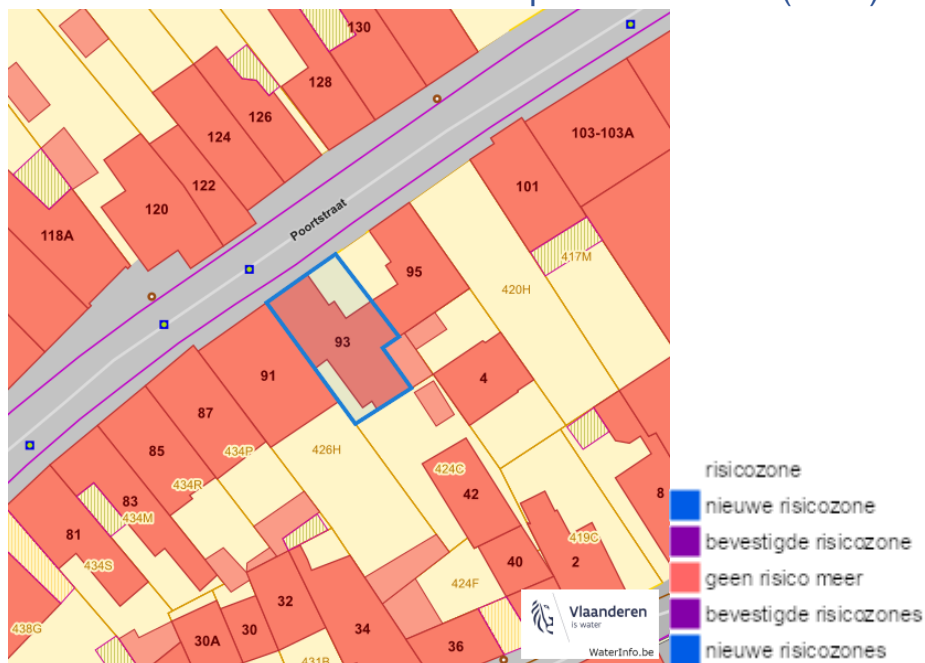 130
128
126
124
122
120
118A
103-103A
101
Poortstraat
417M
95
420H
93
91
4
87
434P
426H
85
434R
424C
42
83
434M
8
81
434S
419C
40
2
32
424F
438G
30A
30
34
36
431B
Vlaanderen
is water
WaterInfo.be
risicozone
nieuwe risicozone
bevestigde risicozone
geen risico meer
bevestigde risicozones
nieuwe risicozones